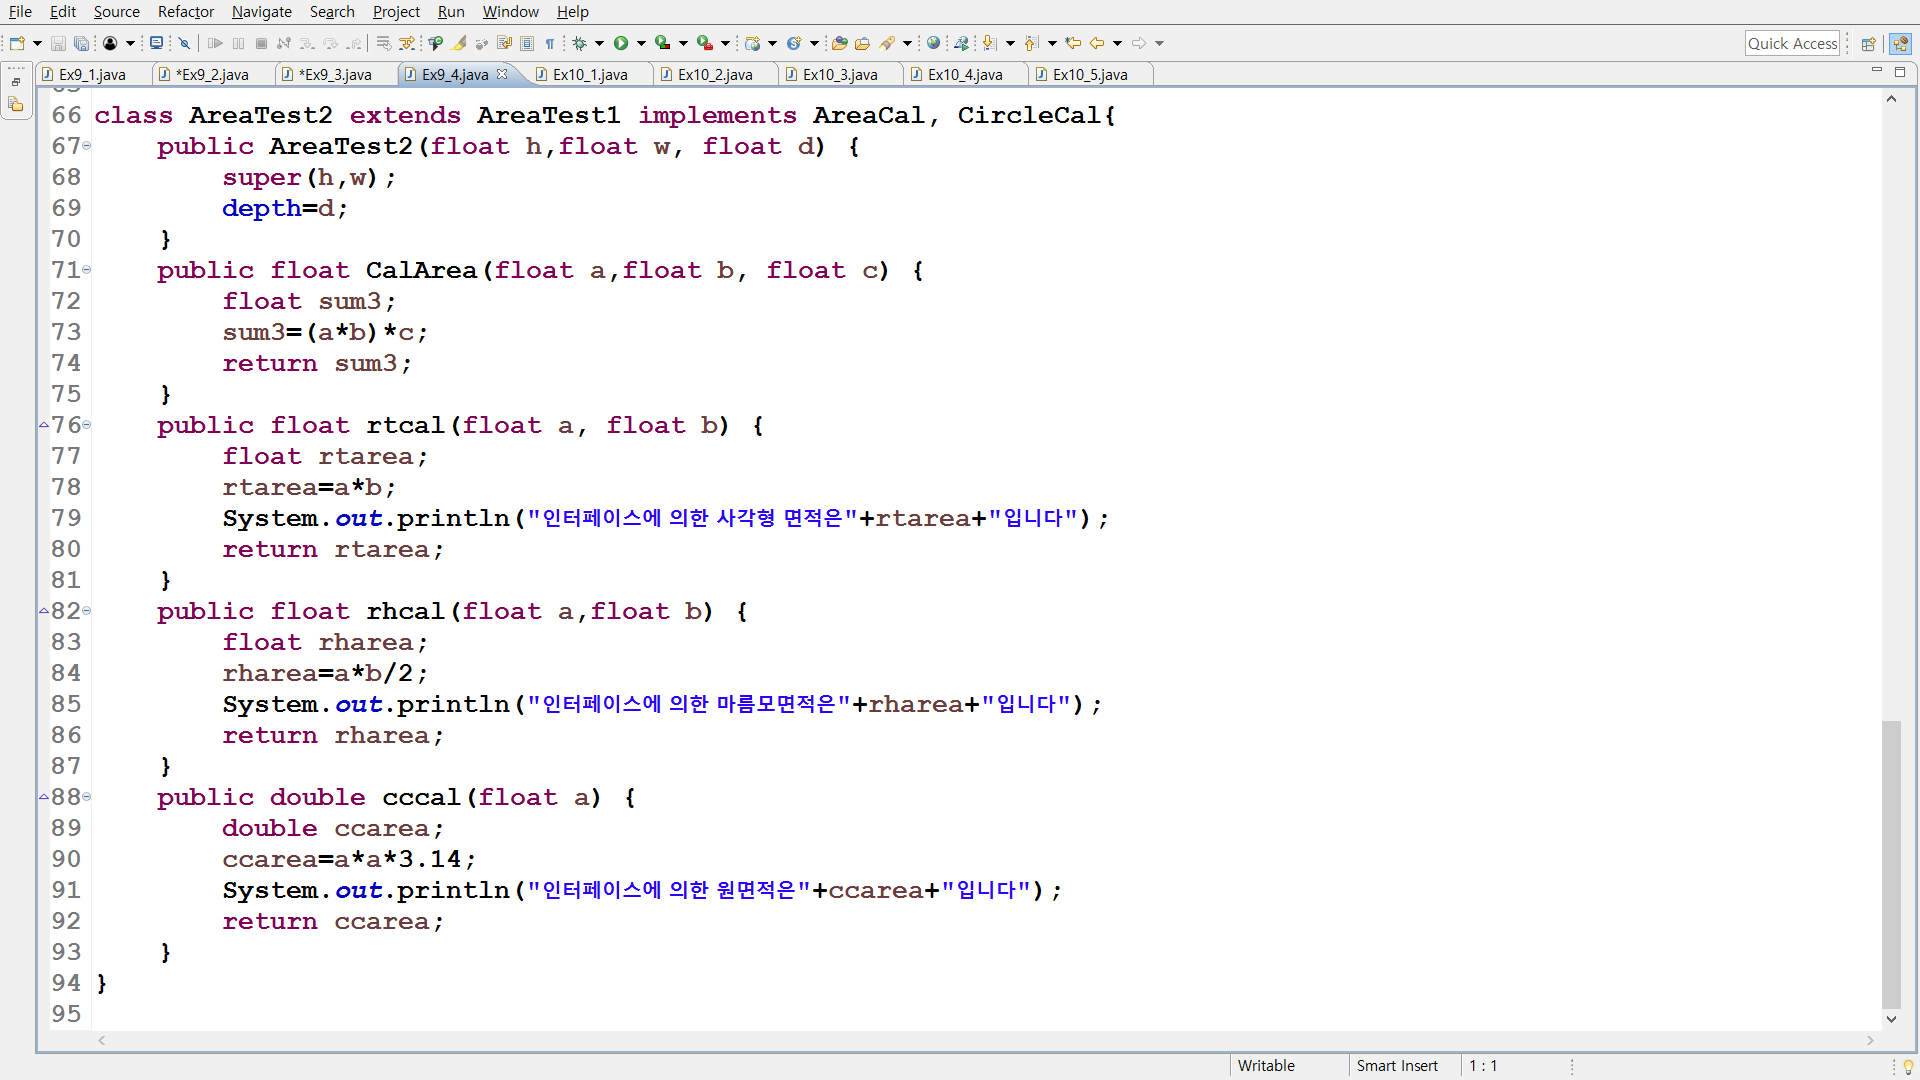 File Edit Source Refactor Navigate Search Project Run Window Help
Quick Access
Ex9_1.java *Ex9_2.java *Ex9_3.java Ex9_4.java Ex10_1.java Ex10_2.java Ex10_3.java Ex10_4.java Ex10_5.java
66 class AreaTest2 extends AreaTest1 implements AreaCal, CircleCal{
67 public AreaTest2(float h,float w, float d) {
68 super(h,w);
69 depth=d;
70 }
71 public float CalArea(float a,float b, float c) {
72 float sum3;
73 sum3=(a*b)*c;
74 return sum3;
75 }
76 public float rtcal(float a, float b) {
77 float rtarea;
78 rtarea=a*b;
79 System.out.println("인터페이스에 의한 사각형 면적은"+rtarea+"입니다");
80 return rtarea;
81 }
82 public float rhcal(float a,float b) {
83 float rharea;
84 rharea=a*b/2;
85 System.out.println("인터페이스에 의한 마름모면적은"+rharea+"입니다");
86 return rharea;
87 }
88 public double cccal(float a) {
89 double ccarea;
90 ccarea=a*a*3.14;
91 System.out.println("인터페이스에 의한 원면적은"+ccarea+"입니다");
92 return ccarea;
93 }
94 }
95
Writable Smart Insert 1 : 1